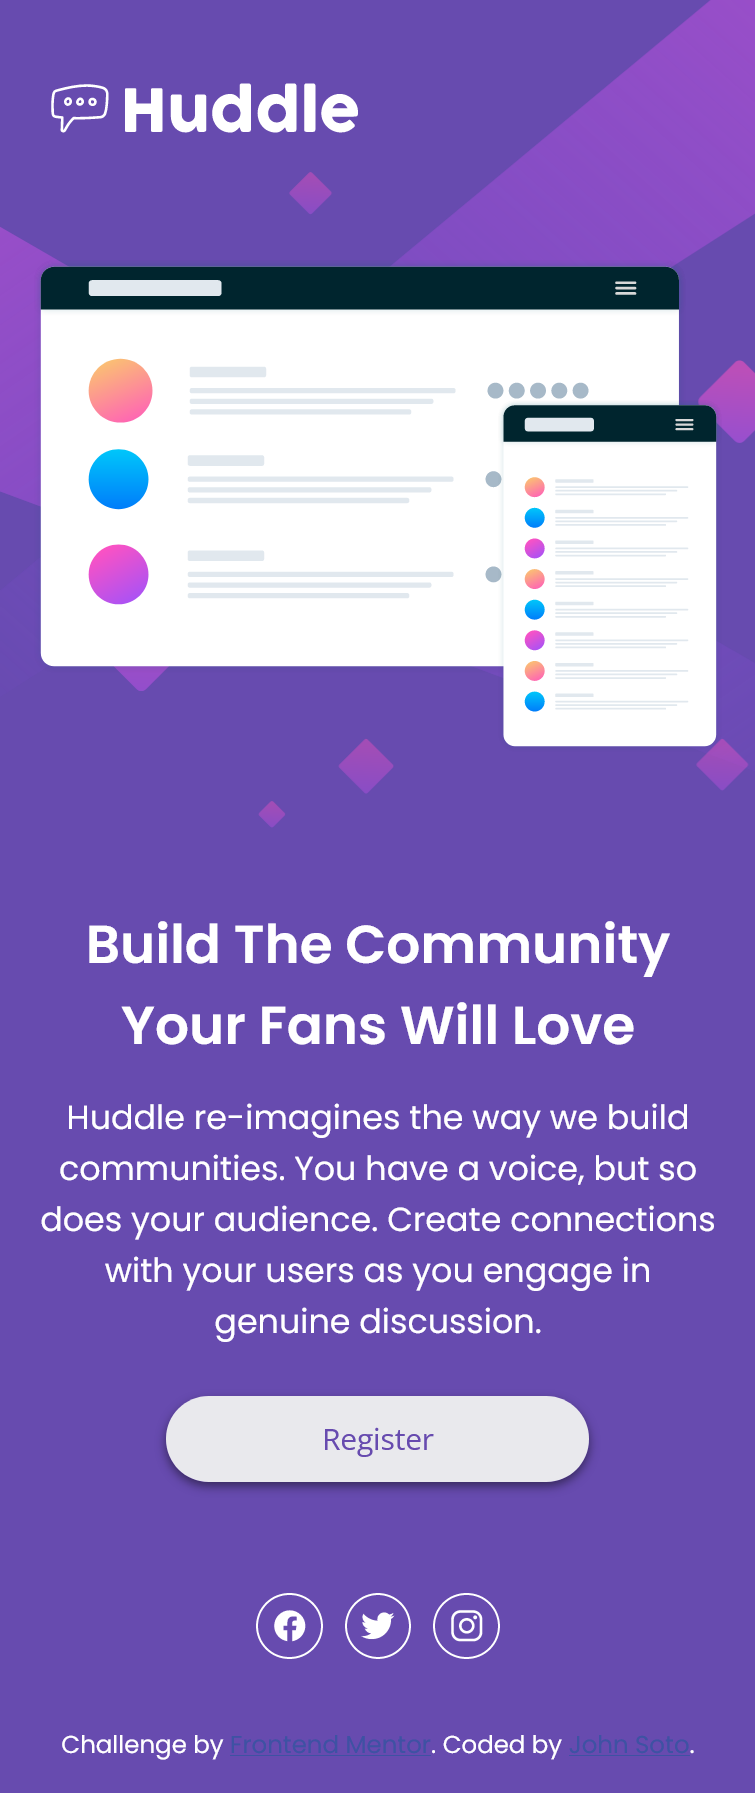 Huddle
Build The Community
Your Fans Will Love
Huddle re-imagines the way we build
communities. You have a voice, but so
does your audience. Create connections
with your users as you engage in
genuine discussion.
Register
Challenge by Frontend Mentor. Coded by John Soto.